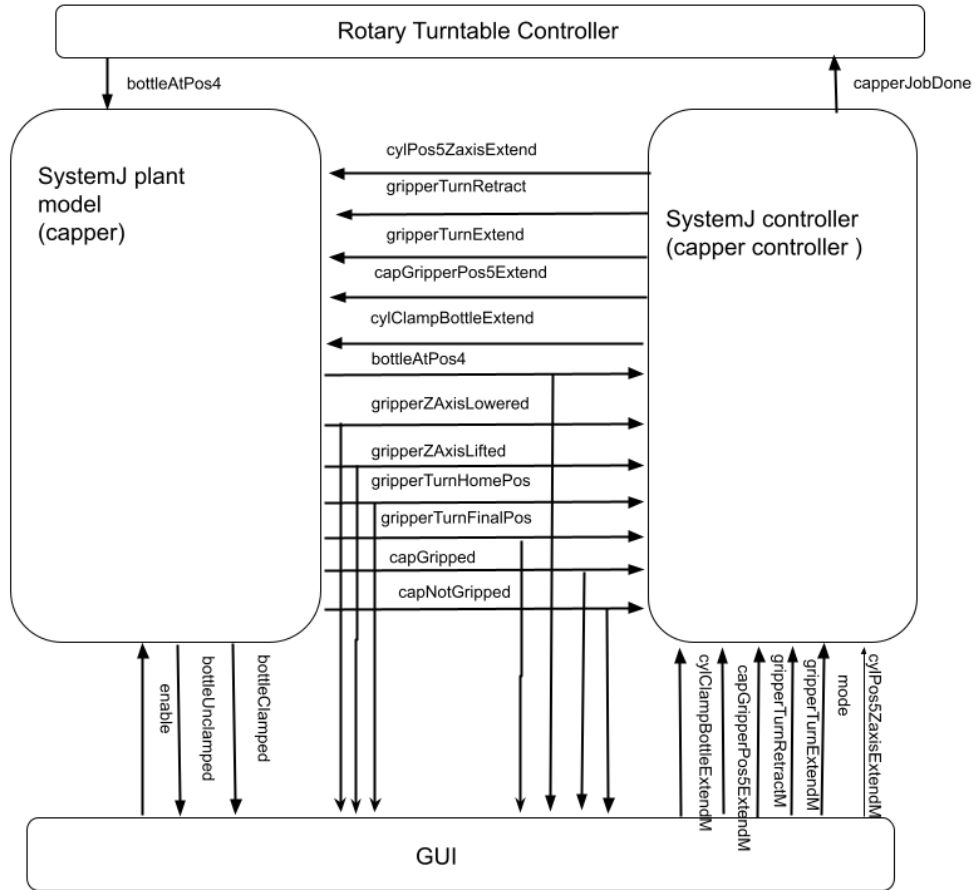 Rotary Turntable Controller
bottleAtPos4
capperJobDone
SystemJ plant
model
(capper)
cylPos5ZaxisExtend
gripperTurnRetract
gripperTurnExtend
capGripperPos5Extend
cylClampBottleExtend
bottleAtPos4
gripperZAxisLowered
gripperZAxisLifted
gripperTurnHomePos
gripperTurnFinalPos
capGripped
capNotGripped
SystemJ controller
(capper controller )
enable
bottleUnclamped
bottleClamped
cylClampBottleExtendM
capGripperPos5ExtendM
gripperTurnRetractM
gripperTurnExtendM
mode
cylPos5ZaxisExtendM
GUI